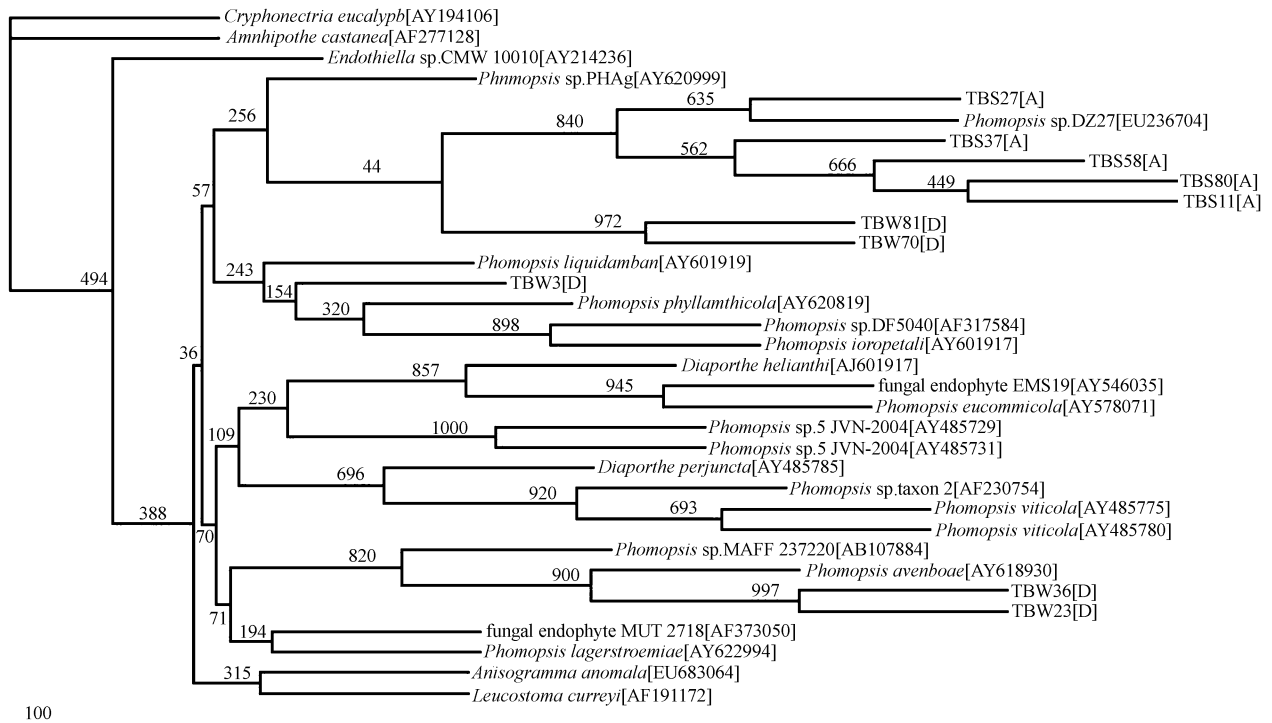 Cryphonectria eucalypb[AY194106]
Amnhipothe castanea[AF277128]
Endothiella sp.CMW 10010[AY214236]
Phnmopsis sp.PHAg[AY620999]
635
TBS27[A]
256
840
Phomopsis sp.DZ27[EU236704]
TBS37[A]
562
44
666
TBS58[A]
57
449
TBS80[A]
TBS11[A]
972
TBW81[D]
TBW70[D]
494
243
Phomopsis liquidamban[AY601919]
154
TBW3[D]
320
Phomopsis phyllamthicola[AY620819]
898
Phomopsis sp.DF5040[AF317584]
Phomopsis ioropetali[AY601917]
36
857
Diaporthe helianthi[AJ601917]
945
fungal endophyte EMS19[AY546035]
230
Phomopsis eucommicola[AY578071]
109
1000
Phomopsis sp.5 JVN-2004[AY485729]
Phomopsis sp.5 JVN-2004[AY485731]
696
Diaporthe perjuncta[AY485785]
920
Phomopsis sp.taxon 2[AF230754]
388
693
Phomopsis viticola[AY485775]
70
Phomopsis viticola[AY485780]
820
Phomopsis sp.MAFF 237220[AB107884]
900
Phomopsis avenboae[AY618930]
997
TBW36[D]
71
TBW23[D]
194
fungal endophyte MUT 2718[AF373050]
Phomopsis lagerstroemiae[AY622994]
315
Anisogramma anomala[EU683064]
Leucostoma curreyi[AF191172]
100